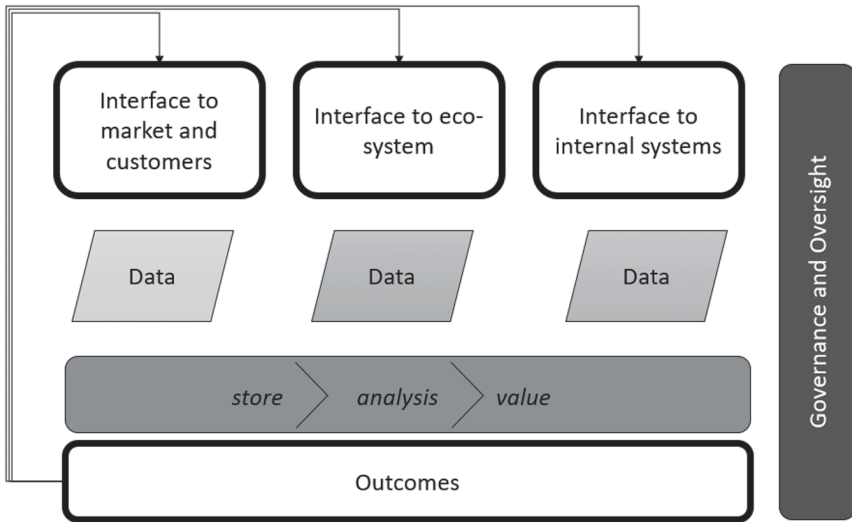 Interface to
market and
customers
Interface to eco-
system
Interface to
internal systems
Data
Data
Data
store
analysis
value
Outcomes
Governance and Oversight